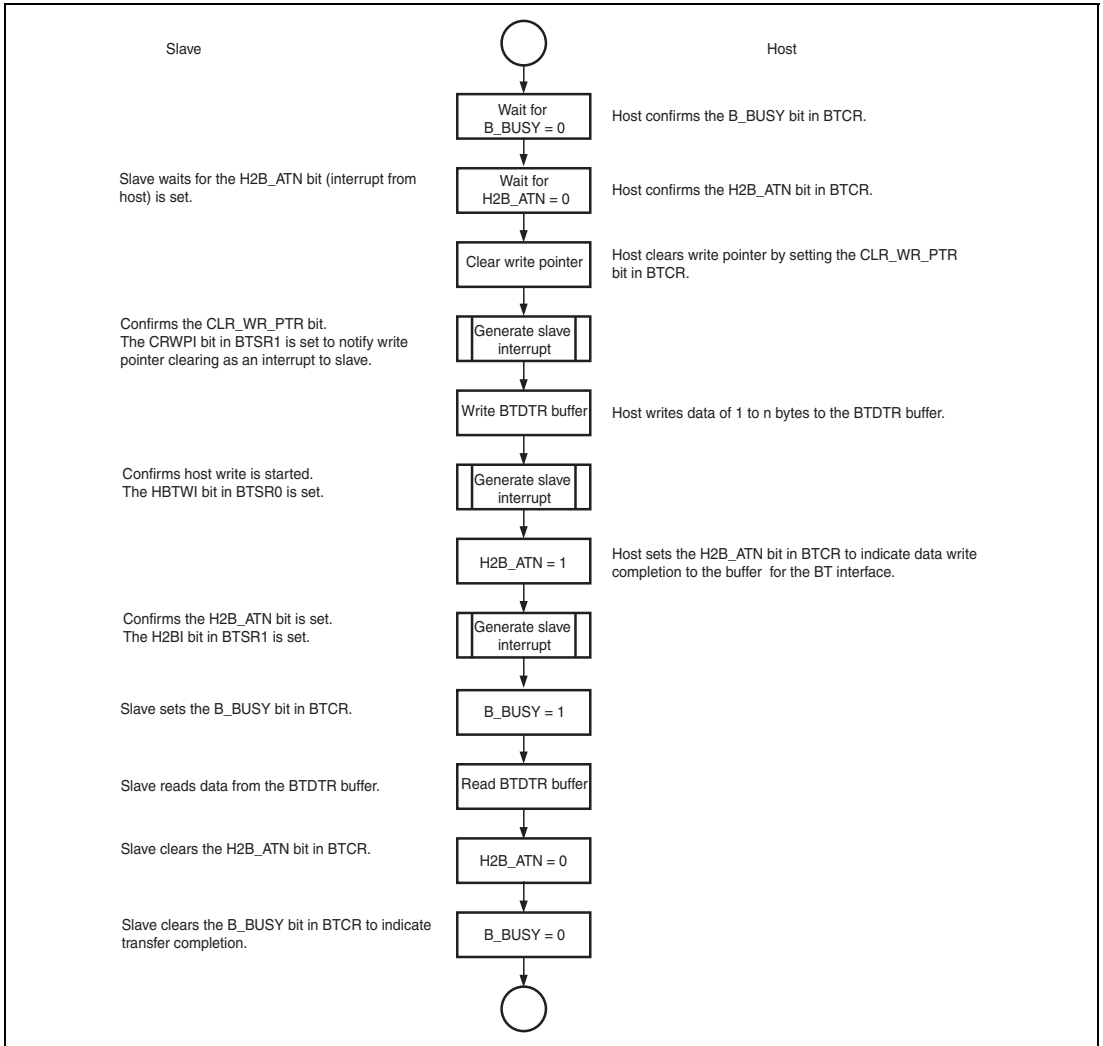 Slave
Host
Wait for
B_BUSY = 0
Host confirms the B_BUSY bit in BTCR.
Slave waits for the H2B_ATN bit (interrupt from
host) is set.
Wait for
H2B_ATN = 0
Host confirms the H2B_ATN bit in BTCR.
Clear write pointer
Host clears write pointer by setting the CLR_WR_PTR
bit in BTCR.
Confirms the CLR_WR_PTR bit.
The CRWPI bit in BTSR1 is set to notify write
pointer clearing as an interrupt to slave.
Generate slave
interrupt
Write BTDTR buffer
Host writes data of 1 to n bytes to the BTDTR buffer.
Confirms host write is started.
The HBTWI bit in BTSR0 is set.
Generate slave
interrupt
H2B_ATN = 1
Host sets the H2B_ATN bit in BTCR to indicate data write
completion to the buffer for the BT interface.
Confirms the H2B_ATN bit is set.
The H2BI bit in BTSR1 is set.
Generate slave
interrupt
Slave sets the B_BUSY bit in BTCR.
B_BUSY = 1
Slave reads data from the BTDTR buffer.
Read BTDTR buffer
Slave clears the H2B_ATN bit in BTCR.
H2B_ATN = 0
Slave clears the B_BUSY bit in BTCR to indicate
transfer completion.
B_BUSY = 0